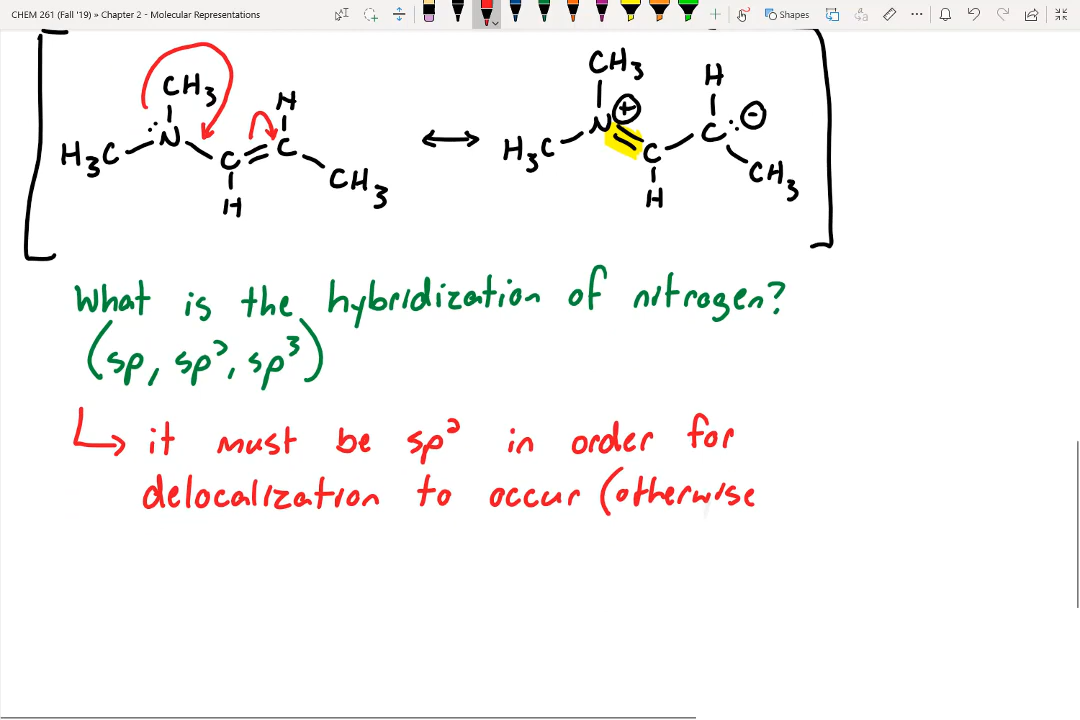 CHEM 261 (Fall '19) » Chapter 2 - Molecular Representations
Shapes
CH3 H CH3 H
H3C N C C CH3 H
H3C N + C C - CH3 H
What is the hybridization of nitrogen?
(sp, sp², sp³)
it must be sp² in order for
delocalization to occur (otherwise